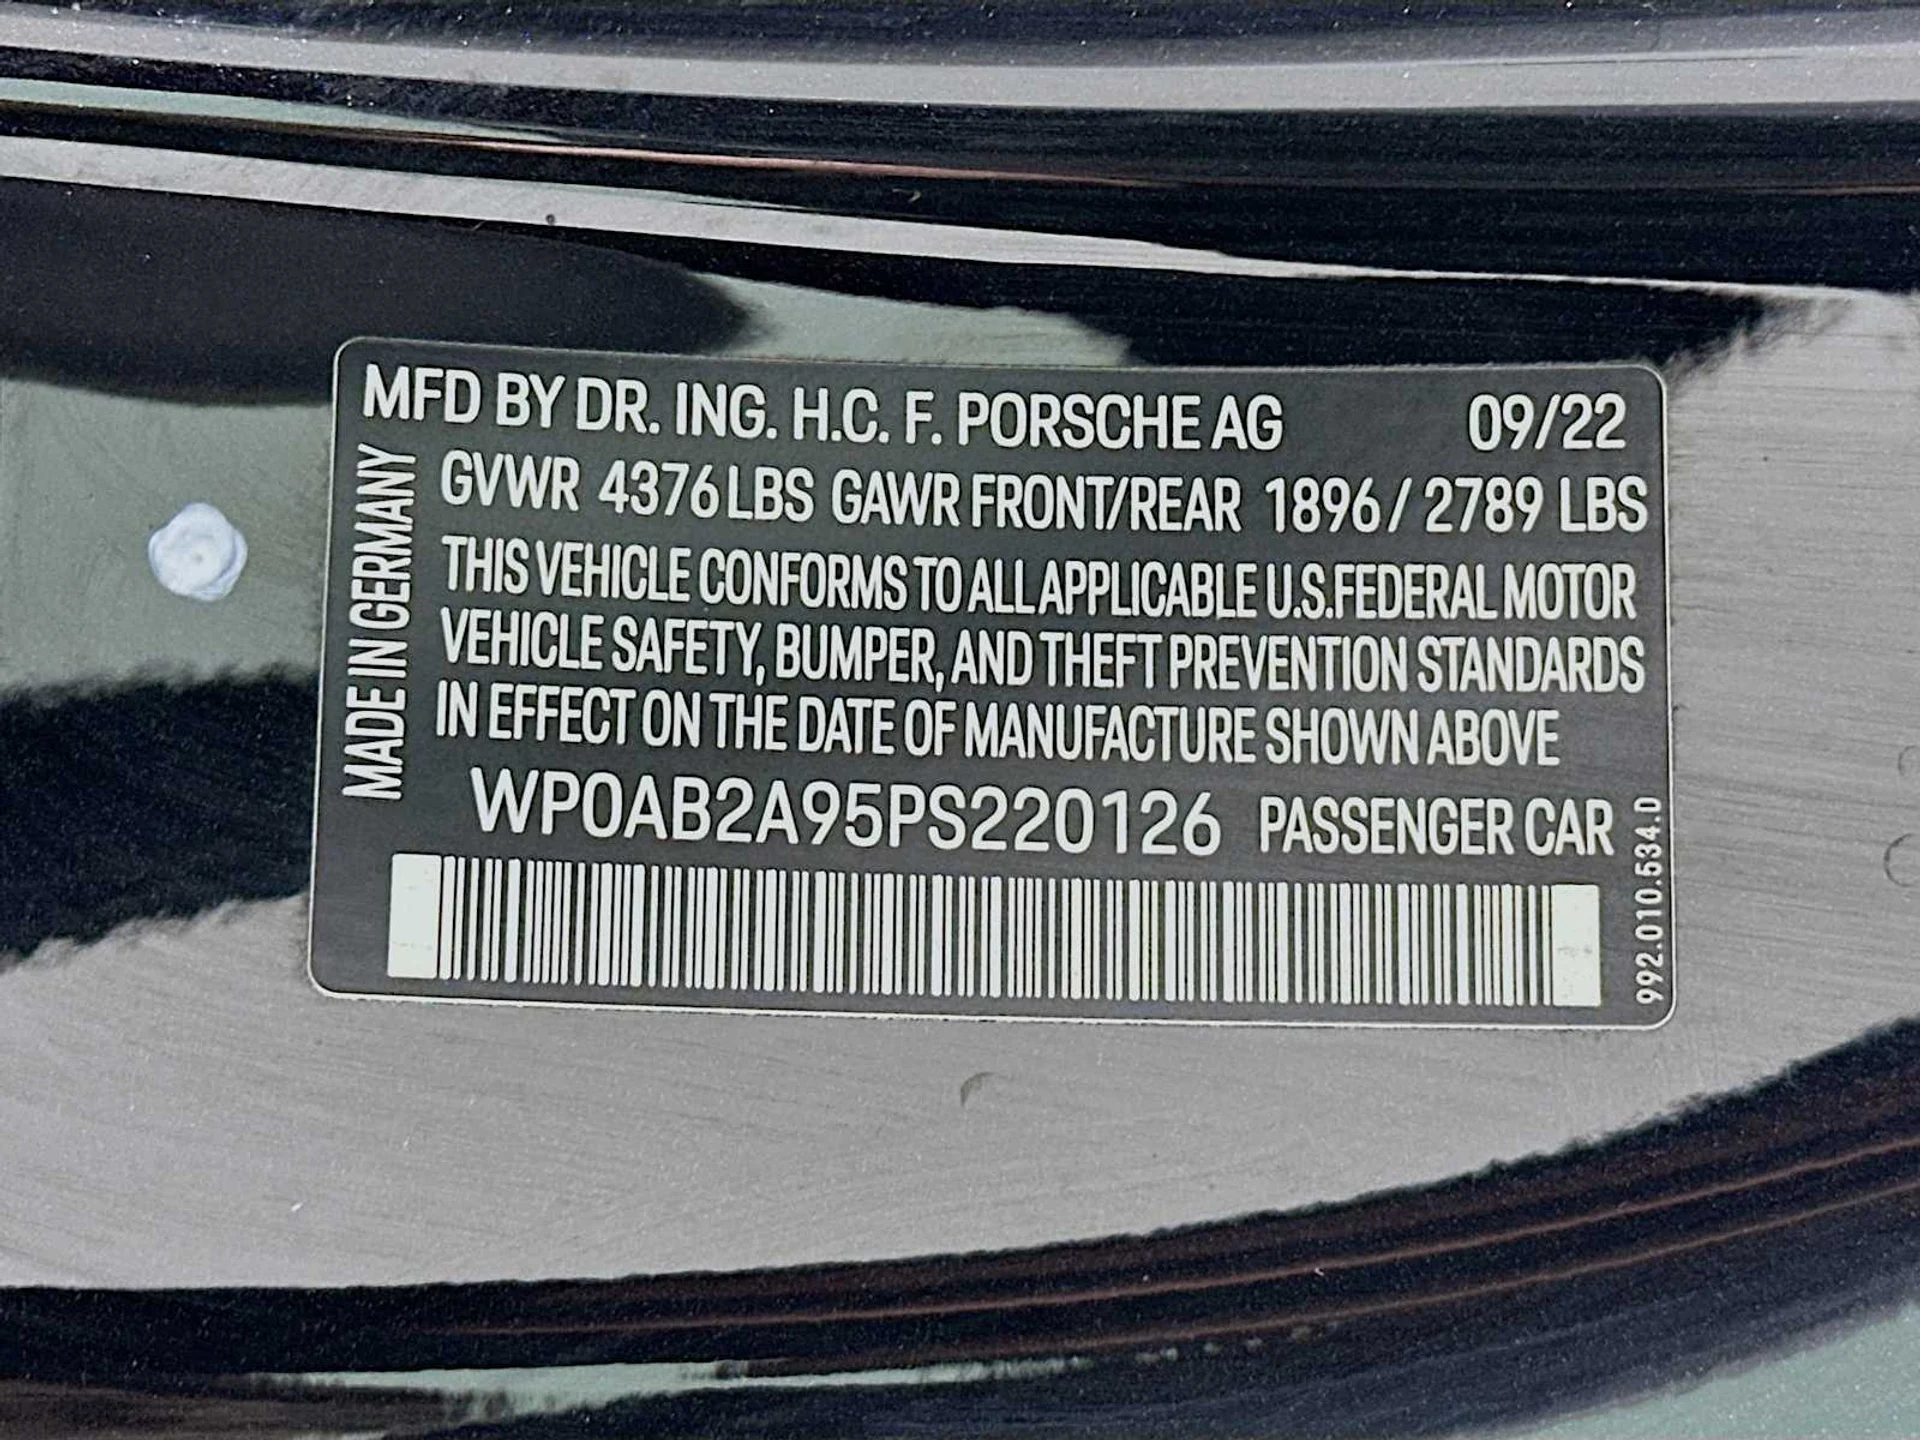 MFD BY DR. ING. H.C. F. PORSCHE AG 09/22
GVWR 4376 LBS GAWR FRONT/REAR 1896 / 2789 LBS
THIS VEHICLE CONFORMS TO ALL APPLICABLE U.S.FEDERAL MOTOR
VEHICLE SAFETY, BUMPER, AND THEFT PREVENTION STANDARDS
IN EFFECT ON THE DATE OF MANUFACTURE SHOWN ABOVE
WP0AB2A95PS220126 PASSENGER CAR
MADE IN GERMANY
992.010.534.D